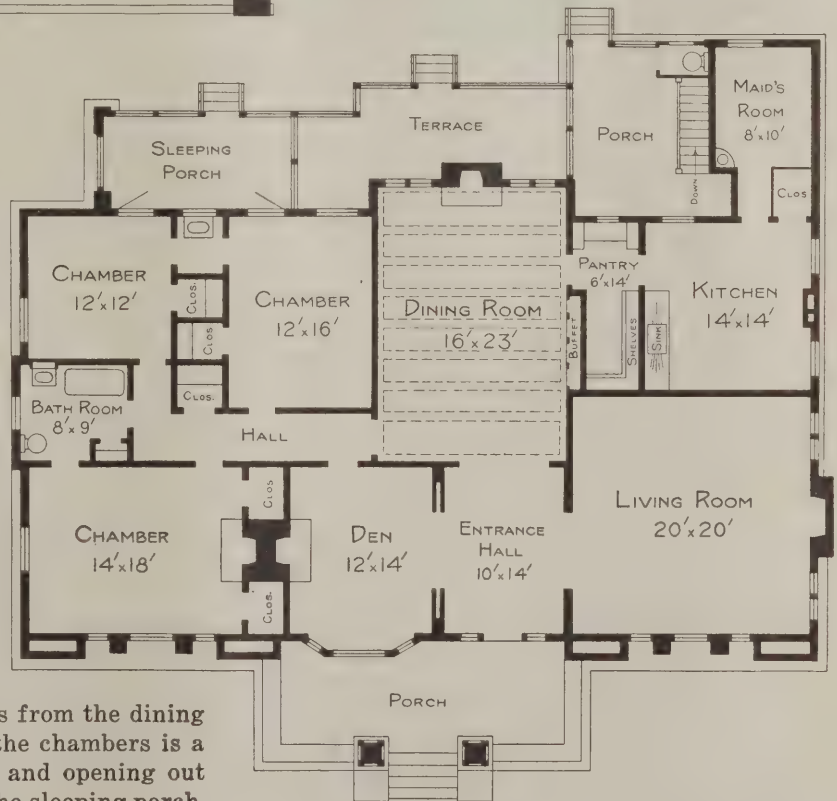 MAID'S
ROOM
8'x10'
TERRACE
PORCH
SLEEPING
PORCH
DOWN
CLOS
CHAMBER
12'x12'
CLOS.
CLOS.
CLOS.
CHAMBER
12'x16'
DINING ROOM
16'x23'
PANTRY
6'x14'
BUFFET
SHELVES
SINK
KITCHEN
14'x14'
BATH ROOM
8'x9'
HALL
CHAMBER
14'x18'
CLOS
CLOS.
DEN
12'x14'
ENTRANCE
HALL
10'x14'
LIVING ROOM
20'x20'
PORCH
s from the dining
the chambers is a
and opening out
sleeping porch